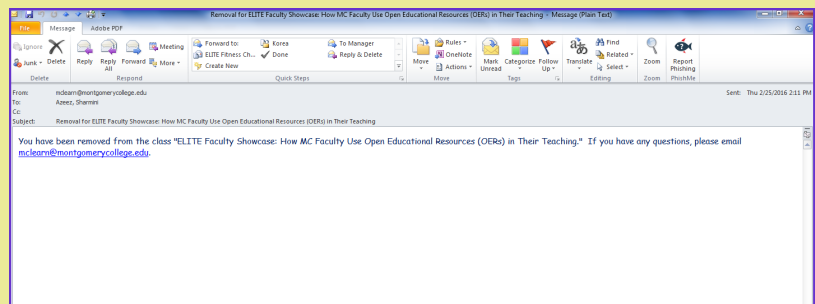 Removal for ELITE Faculty Showcase: How MC Faculty Use Open Educational Resources (OERs) in Their Teaching - Message (Plain Text)
File Message Adobe PDF
Ignore Meeting Forward to: Korea To Manager Rules Find
Junk Delete Reply Reply All Forward More ELITE Fitness Ch... Done Reply & Delete Move OneNote Mark Unread Categorize Follow Up Translate Related Zoom Report Phishing
Create New Actions Select
Delete Respond Quick Steps Move Tags Editing Zoom PhishMe
From: mclearn@montgomerycollege.edu Sent: Thu 2/25/2016 2:11 PM
To: Azeez, Sharmini
Cc:
Subject: Removal for ELITE Faculty Showcase: How MC Faculty Use Open Educational Resources (OERs) in Their Teaching
You have been removed from the class "ELITE Faculty Showcase: How MC Faculty Use Open Educational Resources (OERs) in Their Teaching." If you have any questions, please email
mclearn@montgomerycollege.edu.